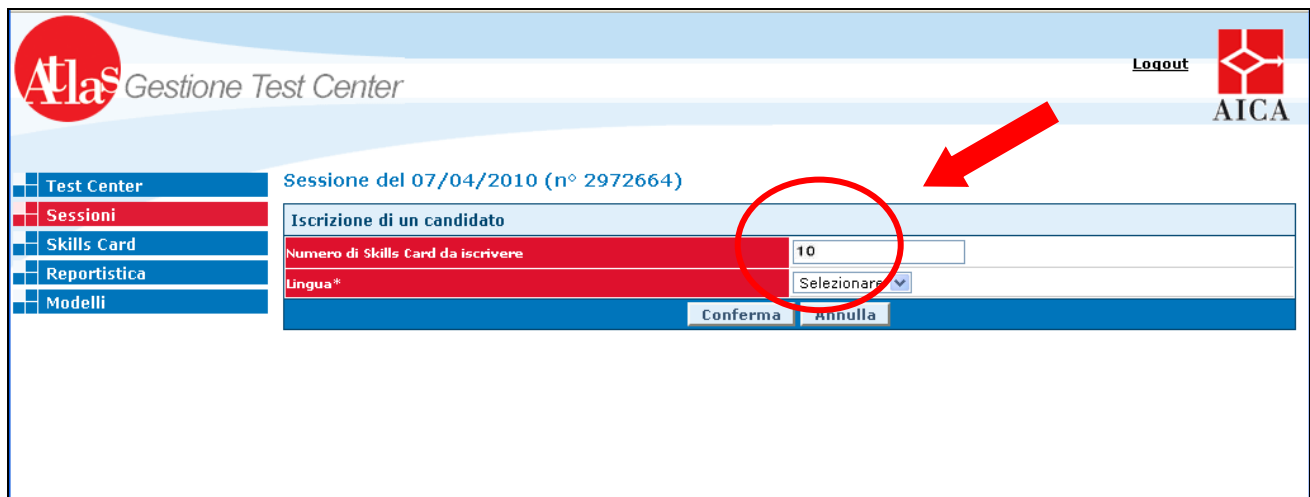 Atlas Gestione Test Center
Logout
AICA
Test Center
Sessioni
Skills Card
Reportistica
Modelli
Sessione del 07/04/2010 (n° 2972664)
Iscrizione di un candidato
Numero di Skills Card da iscrivere
10
Lingua*
Selezionare
Conferma
Annulla